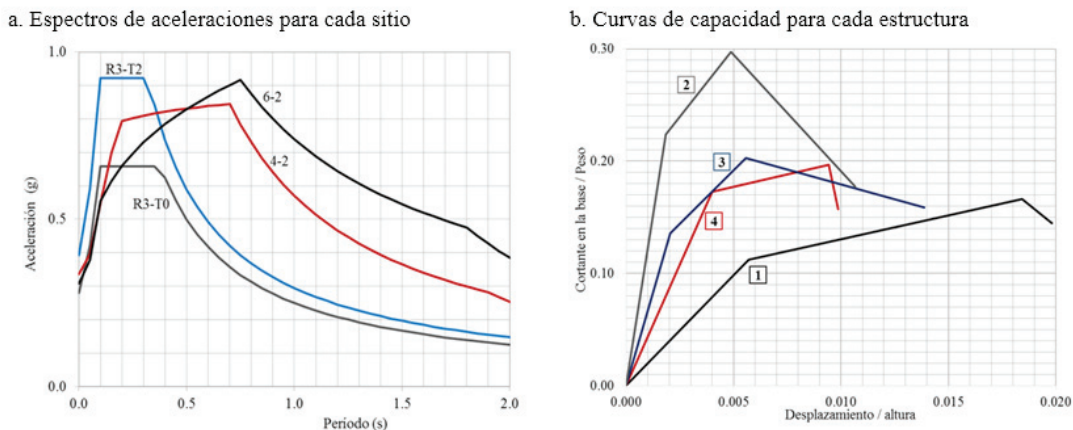 a. Espectros de aceleraciones para cada sitio
1.0
R3-T2
6-2
4-2
R3-T0
0.5
0.0
Aceleración (g)
0.0
0.5
1.0
1.5
2.0
Periodo (s)
b. Curvas de capacidad para cada estructura
0.30
2
3
4
1
0.20
0.10
0.00
Cortante en la base / Peso
0.000
0.005
0.010
0.015
0.020
Desplazamiento / altura